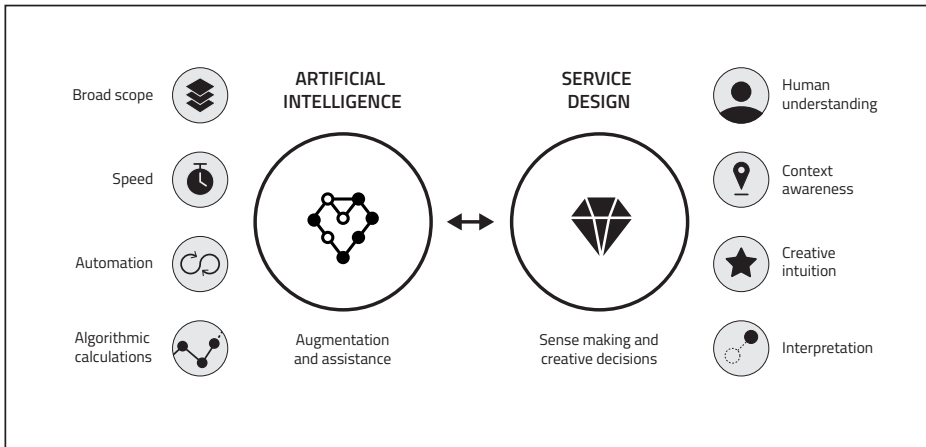 Broad scope
Speed
Automation
Algorithmic
calculations
ARTIFICIAL
INTELLIGENCE
Augmentation
and assistance
SERVICE
DESIGN
Sense making and
creative decisions
Human
understanding
Context
awareness
Creative
intuition
Interpretation